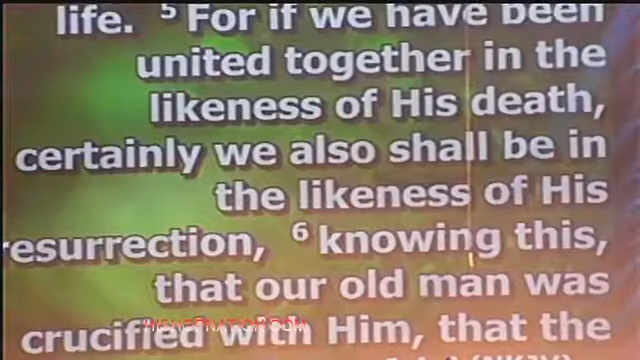 life. 5 For if we have been
united together in the
likeness of His death,
certainly we also shall be in
the likeness of His
resurrection, 6 knowing this,
that our old man was
crucified with Him, that the
(NKJV)